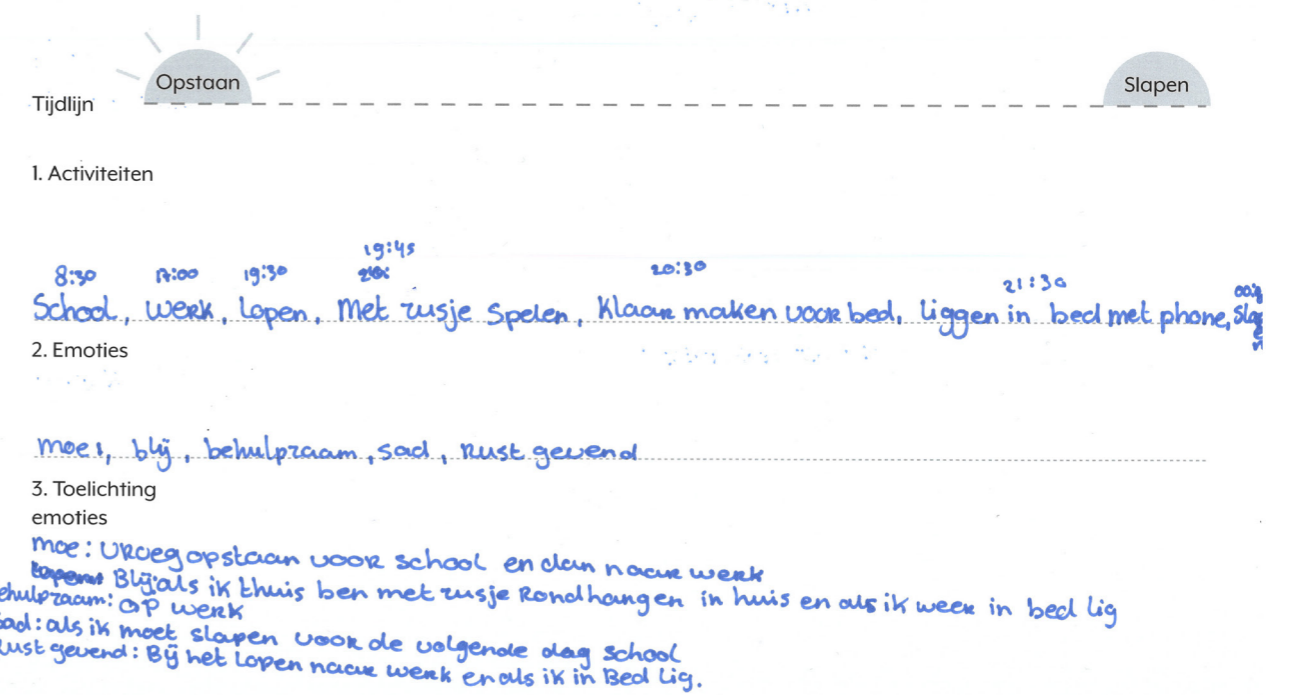 Opstaan
Slapen
Tijdlijn
1. Activiteiten
19:45
8:30 17:00 19:30 20: 20:30 21:30
School, werk, lopen, Met zusje spelen, Klaar maken voor bed, liggen in bed met phone,
2. Emoties
moe, blij, behulpzaam, sad, Rust gevend
3. Toelichting
emoties
moe: vroeg opstaan voor school en dan naar werk
Blij: als ik thuis ben met zusje Rondhangen in huis en als ik weer in bed lig
ehulpzaam: op werk
ad: als ik moet slapen voor de volgende dag school
ust gevend: Bij het Lopen naar werk en als ik in Bed Lig.